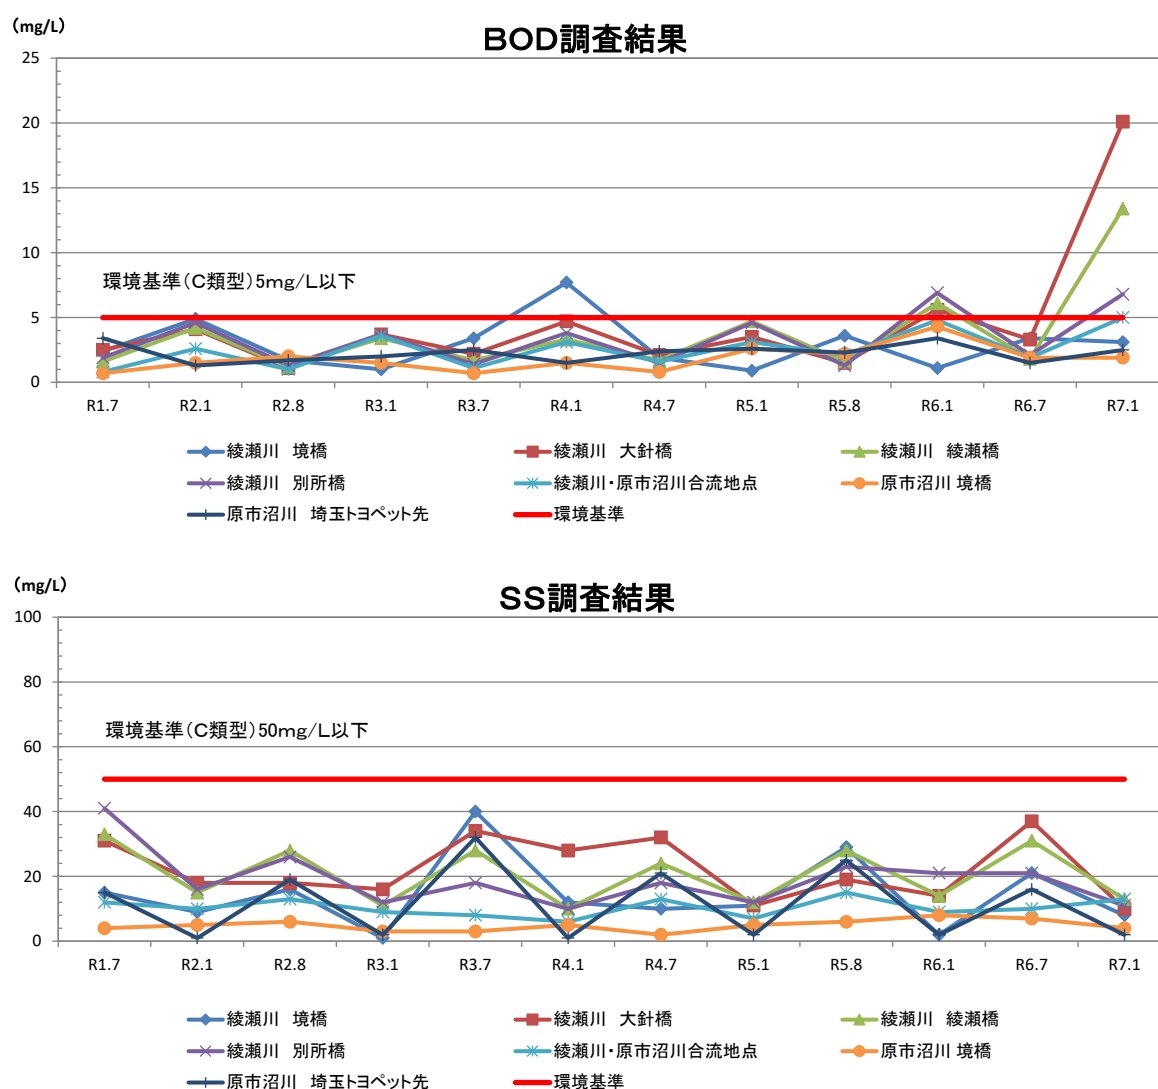 (mg/L)
BOD調査結果
25
20
15
10
環境基準(C類型)5mg/L以下
5
0
R1.7 R2.1 R2.8 R3.1 R3.7 R4.1 R4.7 R5.1 R5.8 R6.1 R6.7 R7.1
綾瀬川 境橋 綾瀬川 大針橋 綾瀬川 綾瀬橋
綾瀬川 別所橋 綾瀬川・原市沼川合流地点 原市沼川 境橋
原市沼川 埼玉トヨペット先 環境基準
(mg/L)
SS調査結果
100
80
環境基準(C類型)50mg/L以下
60
40
20
0
R1.7 R2.1 R2.8 R3.1 R3.7 R4.1 R4.7 R5.1 R5.8 R6.1 R6.7 R7.1
綾瀬川 境橋 綾瀬川 大針橋 綾瀬川 綾瀬橋
綾瀬川 別所橋 綾瀬川・原市沼川合流地点 原市沼川 境橋
原市沼川 埼玉トヨペット先 環境基準